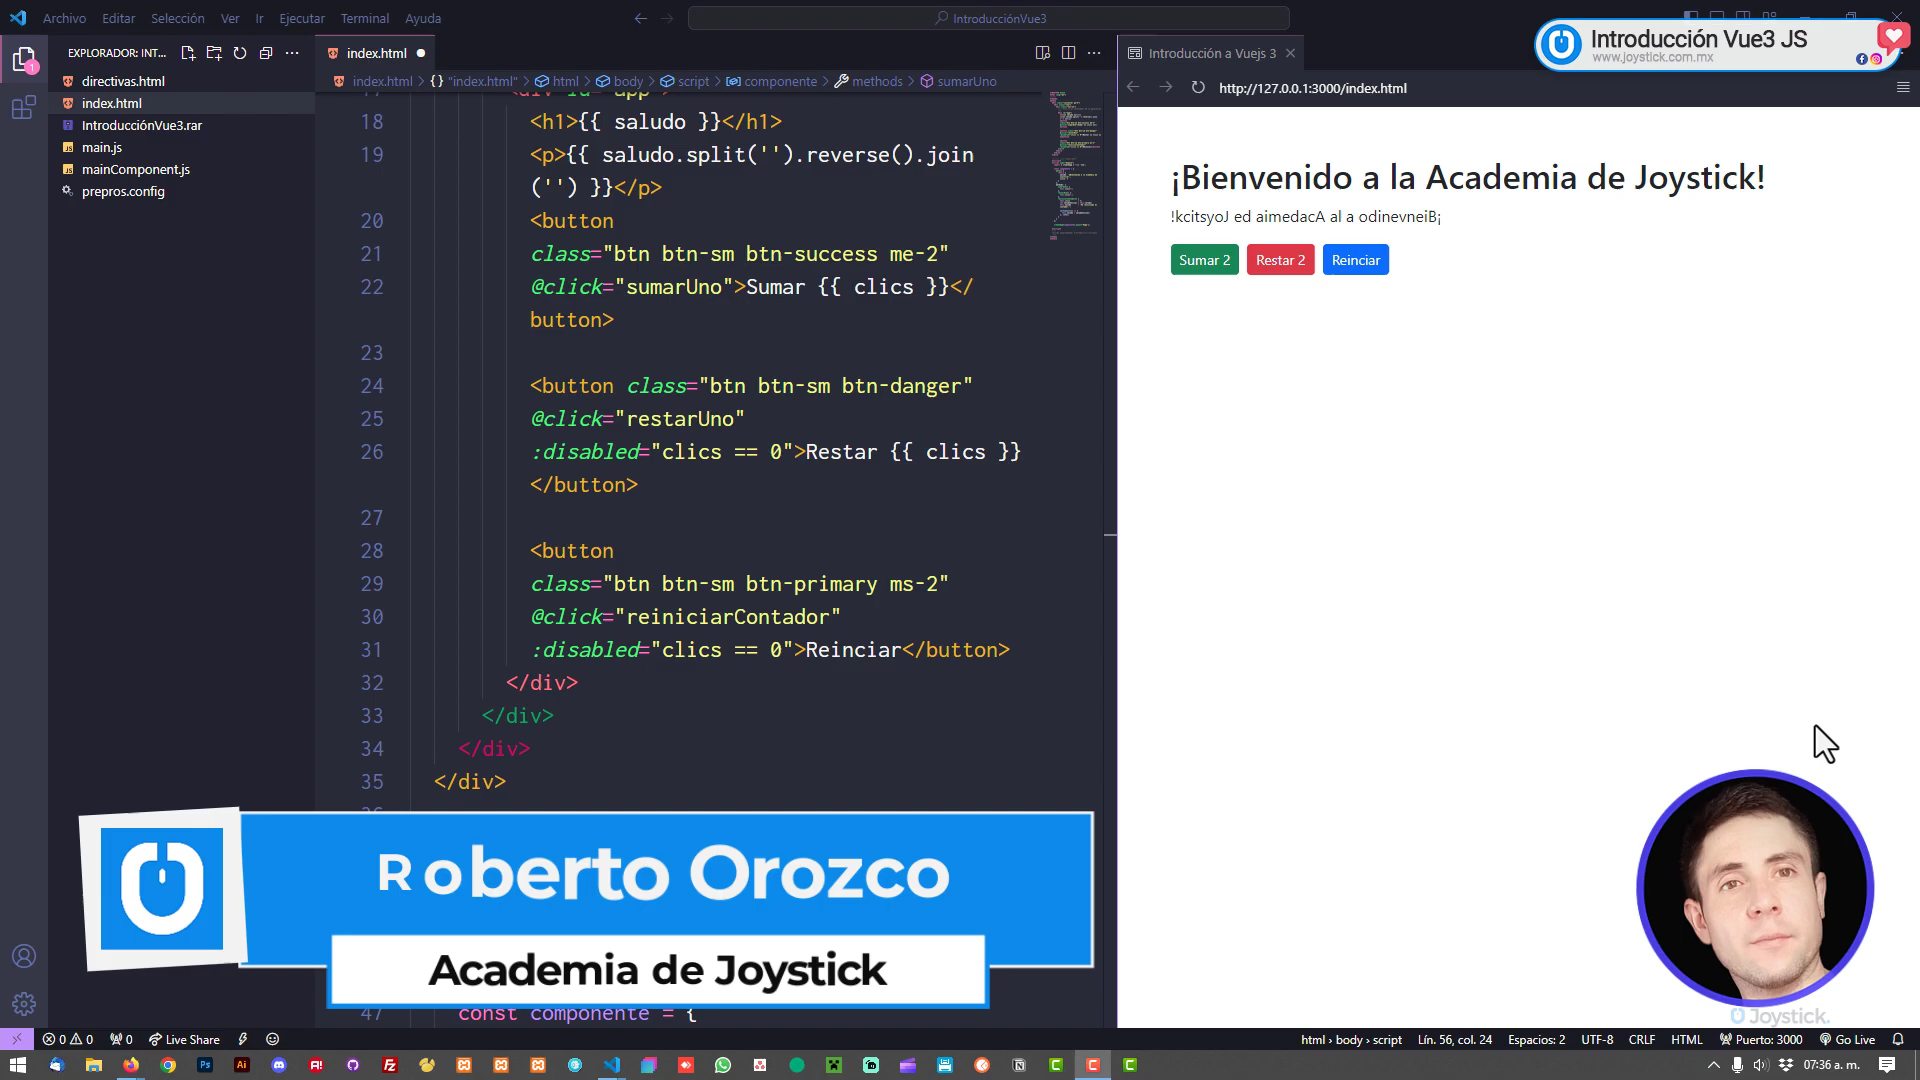 Archivo Editar Selección Ver Ir Ejecutar Terminal Ayuda
IntroducciónVue3
Introducción Vue3 JS
www.joystick.com.mx
EXPLORADOR: INT...
index.html
Introducción a Vuejs 3
directivas.html
index.html
IntroducciónVue3.rar
main.js
mainComponent.js
prepros.config
1
index.html > {} "index.html" > html > body > script > componente > methods > sumarUno
http://127.0.0.1:3000/index.html
18 <h1>{{ saludo }}</h1>
19 <p>{{ saludo.split('').reverse().join
('') }}</p>
20 <button
21 class="btn btn-sm btn-success me-2"
22 @click="sumarUno">Sumar {{ clics }}</
button>
23
24 <button class="btn btn-sm btn-danger"
25 @click="restarUno"
26 :disabled="clics == 0">Restar {{ clics }}
</button>
27
28 <button
29 class="btn btn-sm btn-primary ms-2"
30 @click="reiniciarContador"
31 :disabled="clics == 0">Reinciar</button>
32 </div>
33 </div>
34 </div>
35 </div>
47 const componente = {
¡Bienvenido a la Academia de Joystick!
!kcitsyoJ ed aimedacA al a odinevneiB¡
Sumar 2
Restar 2
Reinciar
Roberto Orozco
Academia de Joystick
Joystick.
0 0 0 Live Share
html > body > script Lín. 56, col. 24 Espacios: 2 UTF-8 CRLF HTML Puerto: 3000 Go Live
07:36 a. m.